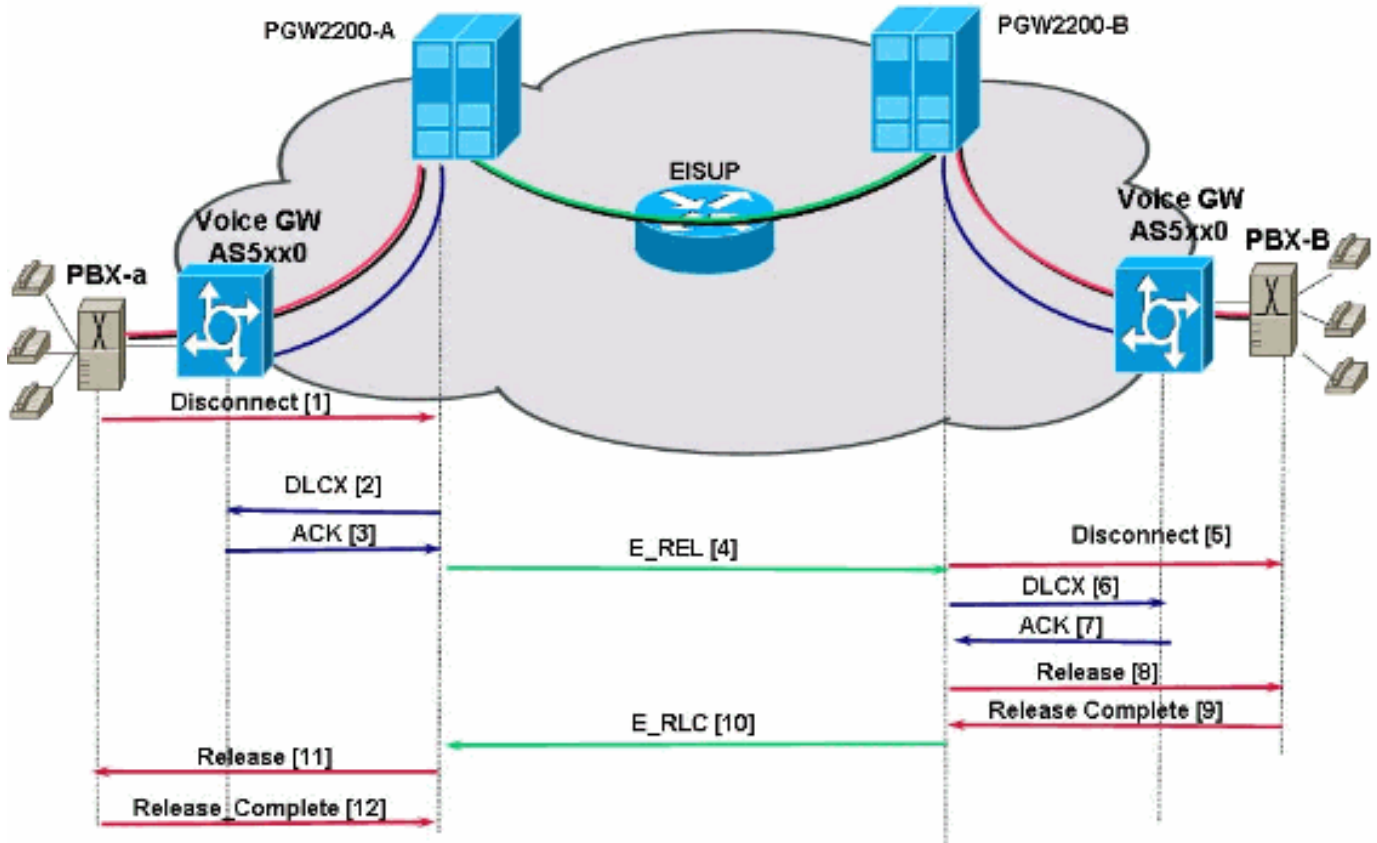 PGW2200-A
PGW2200-B
EISUP
Voice GW
AS5xx0
Voice GW
AS5xx0
PBX-a
PBX-B
Disconnect [1]
DLCX [2]
ACK [3]
E_REL [4]
Disconnect [5]
DLCX [6]
ACK [7]
Release [8]
Release Complete [9]
E_RLC [10]
Release [11]
Release_Complete [12]